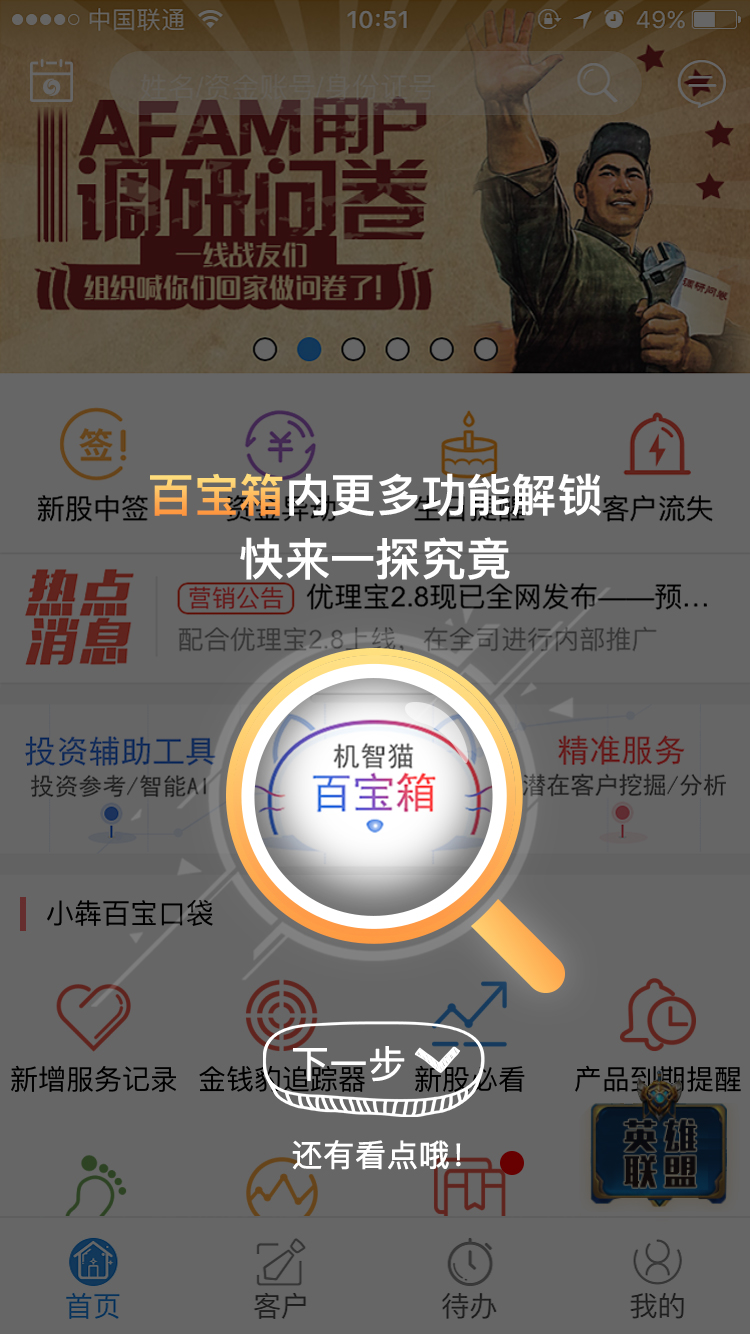 中国联通
10:51
49%
姓名/资金账号/身份证号
AFAM用户
调研问卷
一线战友们
组织喊你们回家做问卷了!
调研问卷
签!
¥
新股中签
资金异动
生日提醒
客户流失
百宝箱内更多功能解锁
快来一探究竟
热点
消息
营销公告 优理宝2.8现已全网发布——预...
配合优理宝2.8上线，在全司进行内部推广
投资辅助工具
投资参考/智能AI
机智猫
百宝箱
精准服务
潜在客户挖掘/分析
小犇百宝口袋
新增服务记录
金钱豹追踪器
新股必看
产品到期提醒
下一步
还有看点哦！
英雄
联盟
首页
客户
待办
我的